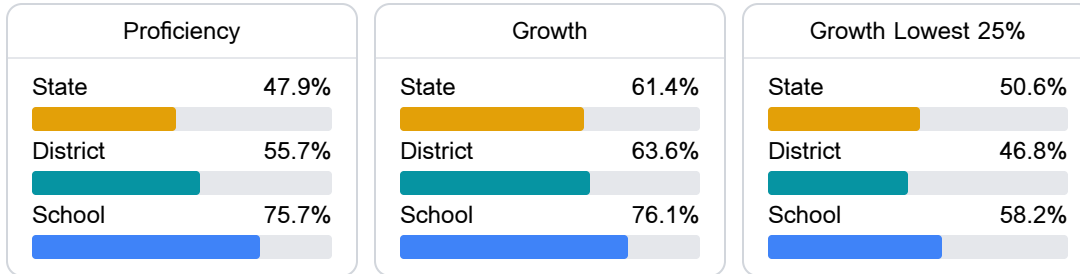 Proficiency
State 47.9%
District 55.7%
School 75.7%
Growth
State 61.4%
District 63.6%
School 76.1%
Growth Lowest 25%
State 50.6%
District 46.8%
School 58.2%